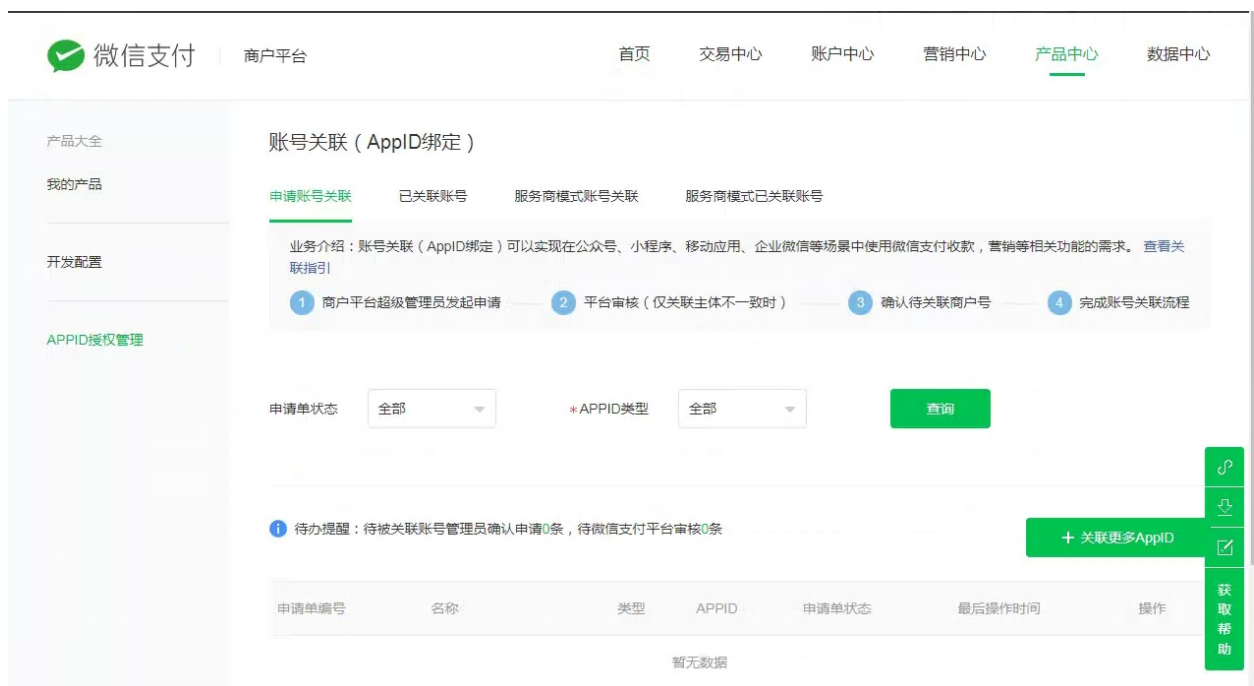 微信支付 商户平台 首页 交易中心 账户中心 营销中心 产品中心 数据中心
产品大全
我的产品
开发配置
APPID授权管理
账号关联（AppID绑定）
申请账号关联 已关联账号 服务商模式账号关联 服务商模式已关联账号
业务介绍：账号关联（AppID绑定）可以实现在公众号、小程序、移动应用、企业微信等场景中使用微信支付收款，营销等相关功能的需求。 查看关
联指引
1 商户平台超级管理员发起申请 2 平台审核（仅关联主体不一致时） 3 确认待关联商户号 4 完成账号关联流程
申请单状态 全部 *APPID类型 全部 查询
待办提醒：待被关联账号管理员确认申请0条，待微信支付平台审核0条
+ 关联更多AppID
申请单编号 名称 类型 APPID 申请单状态 最后操作时间 操作
暂无数据
获
取
帮
助